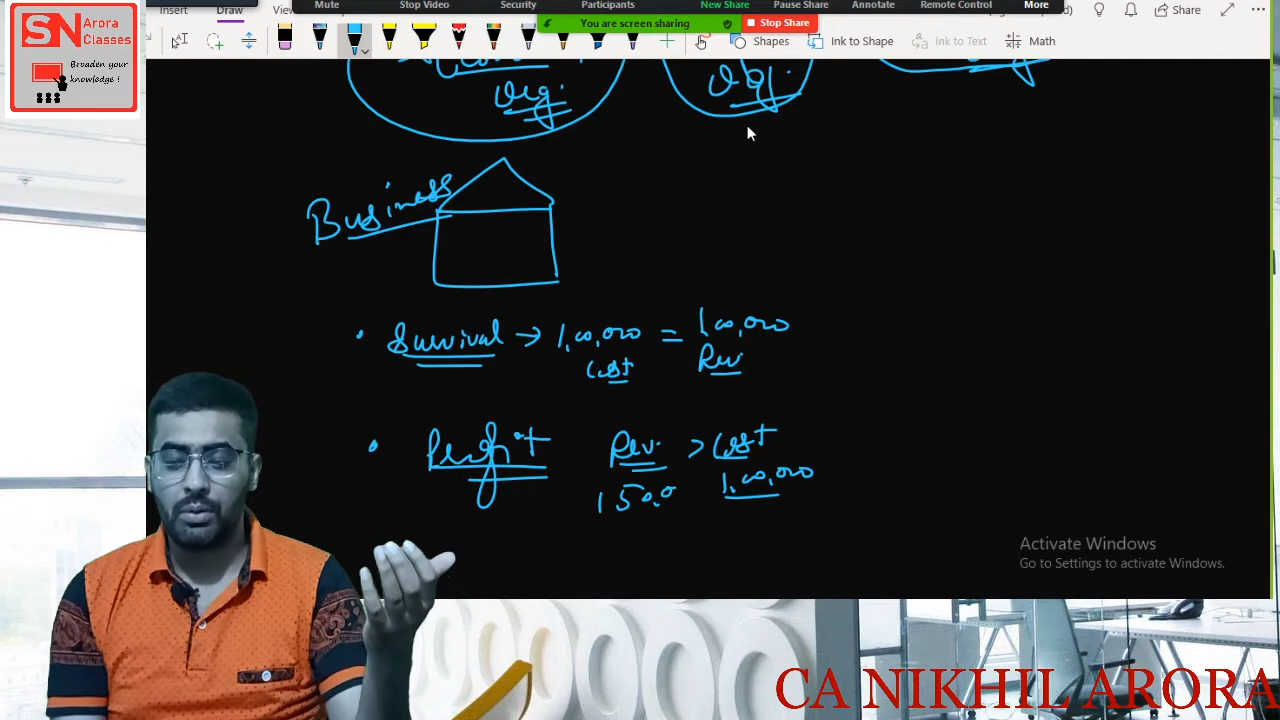 Mute Stop Video Security Participants New Share Pause Share Annotate Remote Control More
You are screen sharing Stop Share
Insert Draw Share
Shapes Ink to Shape Ink to Text Math
SN Arora Classes
Broaden your
knowledge !
org.
org.
Business
• Survival → 1,00,000 = 1,00,000
Cost Rev
• Profit Rev. > Cost
150,0 1,00,000
Activate Windows
Go to Settings to activate Windows.
CA NIKHIL ARORA